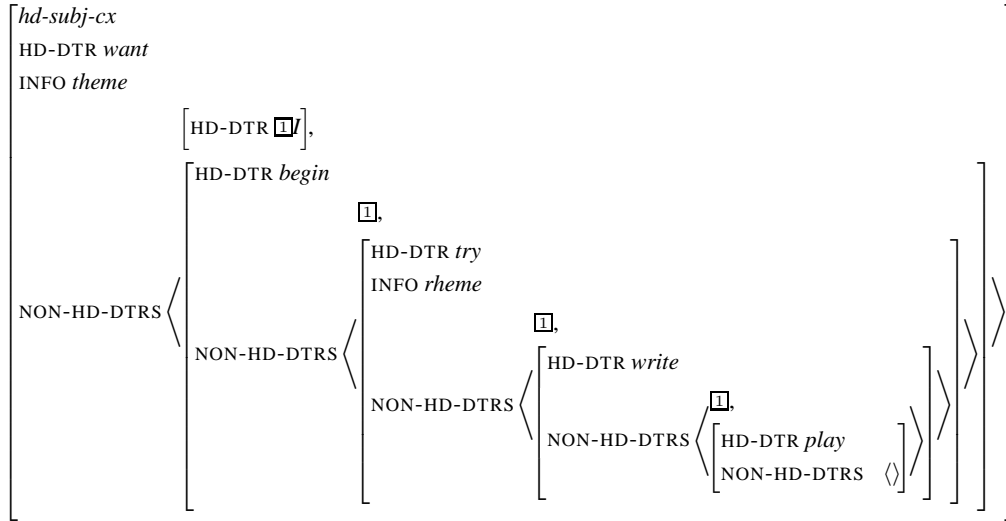 hd-subj-cx
HD-DTR want
INFO theme
[HD-DTR 1 I],
HD-DTR begin
1,
HD-DTR try
INFO rheme
NON-HD-DTRS
1,
NON-HD-DTRS
HD-DTR write
1,
NON-HD-DTRS
NON-HD-DTRS
HD-DTR play
NON-HD-DTRS ⟨⟩